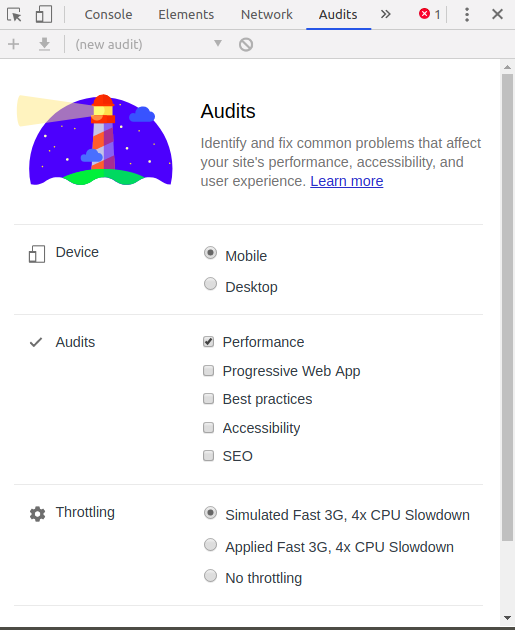 Console Elements Network Audits 1
(new audit)
Audits
Identify and fix common problems that affect
your site's performance, accessibility, and
user experience. Learn more
Device
Mobile
Desktop
Audits
Performance
Progressive Web App
Best practices
Accessibility
SEO
Throttling
Simulated Fast 3G, 4x CPU Slowdown
Applied Fast 3G, 4x CPU Slowdown
No throttling